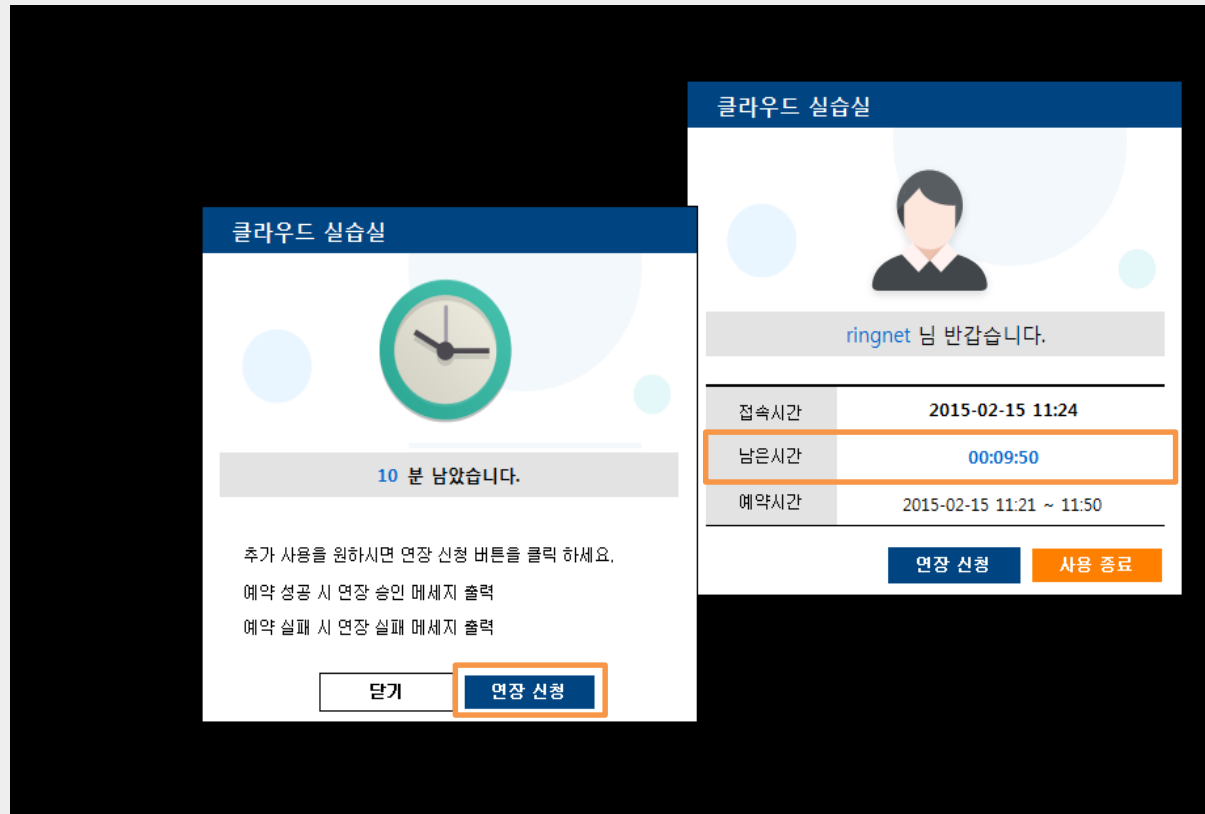 클라우드 실습실
ringnet 님 반갑습니다.
접속시간 2015-02-15 11:24
남은시간 00:09:50
예약시간 2015-02-15 11:21 ~ 11:50
연장 신청 사용 종료
클라우드 실습실
10 분 남았습니다.
추가 사용을 원하시면 연장 신청 버튼을 클릭 하세요.
예약 성공 시 연장 승인 메세지 출력
예약 실패 시 연장 실패 메세지 출력
닫기 연장 신청